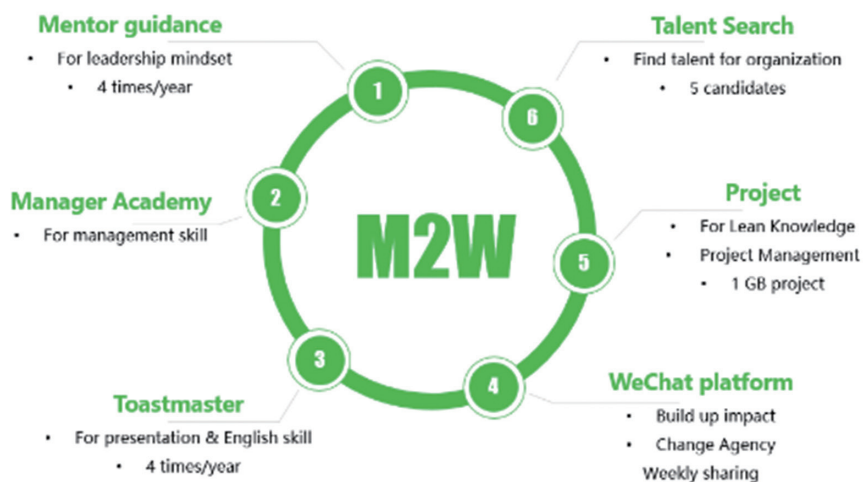 Mentor guidance
• For leadership mindset
• 4 times/year
1
Manager Academy
• For management skill
2
Toastmaster
• For presentation & English skill
• 4 times/year
3
M2W
WeChat platform
• Build up impact
• Change Agency
Weekly sharing
4
Project
• For Lean Knowledge
• Project Management
• 1 GB project
5
Talent Search
• Find talent for organization
• 5 candidates
6